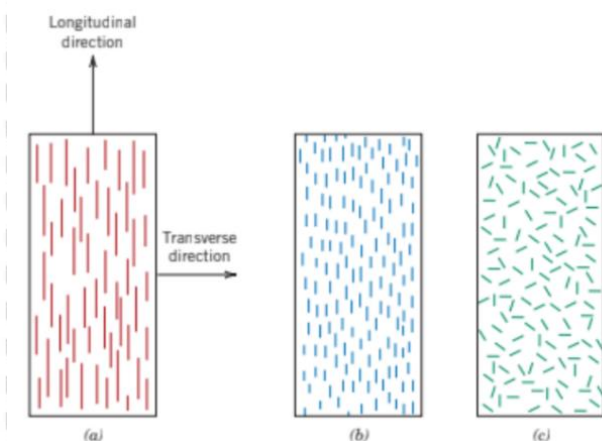 Longitudinal
direction
Transverse
direction
(a)
(b)
(c)